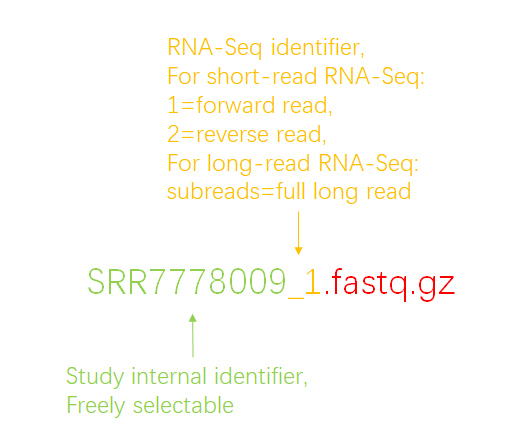 RNA-Seq identifier,
For short-read RNA-Seq:
1=forward read,
2=reverse read,
For long-read RNA-Seq:
subreads=full long read
SRR7778009_1.fastq.gz
Study internal identifier,
Freely selectable